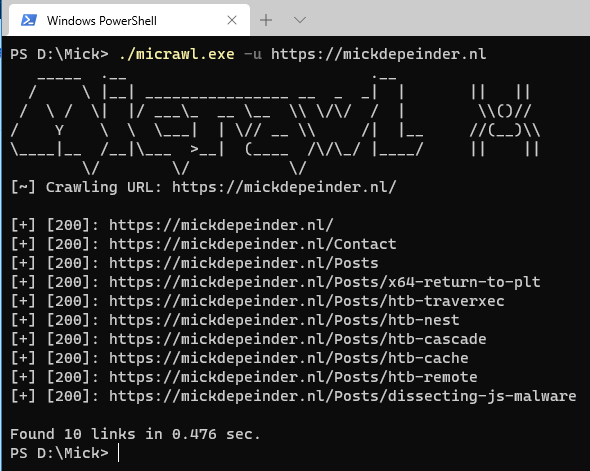 Windows PowerShell
PS D:\Mick> ./micrawl.exe -u https://mickdepeinder.nl
[~] Crawling URL: https://mickdepeinder.nl/
[+] [200]: https://mickdepeinder.nl/
[+] [200]: https://mickdepeinder.nl/Contact
[+] [200]: https://mickdepeinder.nl/Posts
[+] [200]: https://mickdepeinder.nl/Posts/x64-return-to-plt
[+] [200]: https://mickdepeinder.nl/Posts/htb-traverxec
[+] [200]: https://mickdepeinder.nl/Posts/htb-nest
[+] [200]: https://mickdepeinder.nl/Posts/htb-cascade
[+] [200]: https://mickdepeinder.nl/Posts/htb-cache
[+] [200]: https://mickdepeinder.nl/Posts/htb-remote
[+] [200]: https://mickdepeinder.nl/Posts/dissecting-js-malware
Found 10 links in 0.476 sec.
PS D:\Mick>